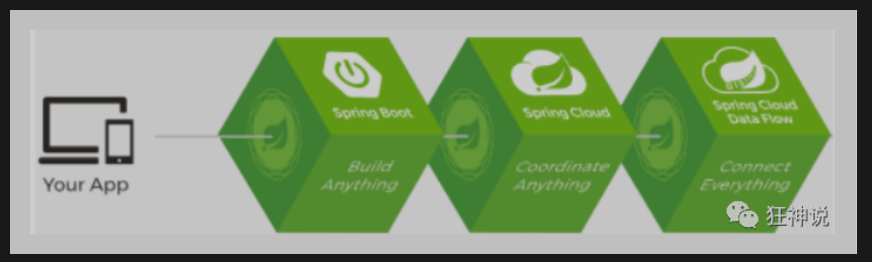 Your App
Spring Boot
Build
Anything
Spring Cloud
Coordinate
Anything
Spring Cloud
Data Flow
Connect
Everything
狂神说